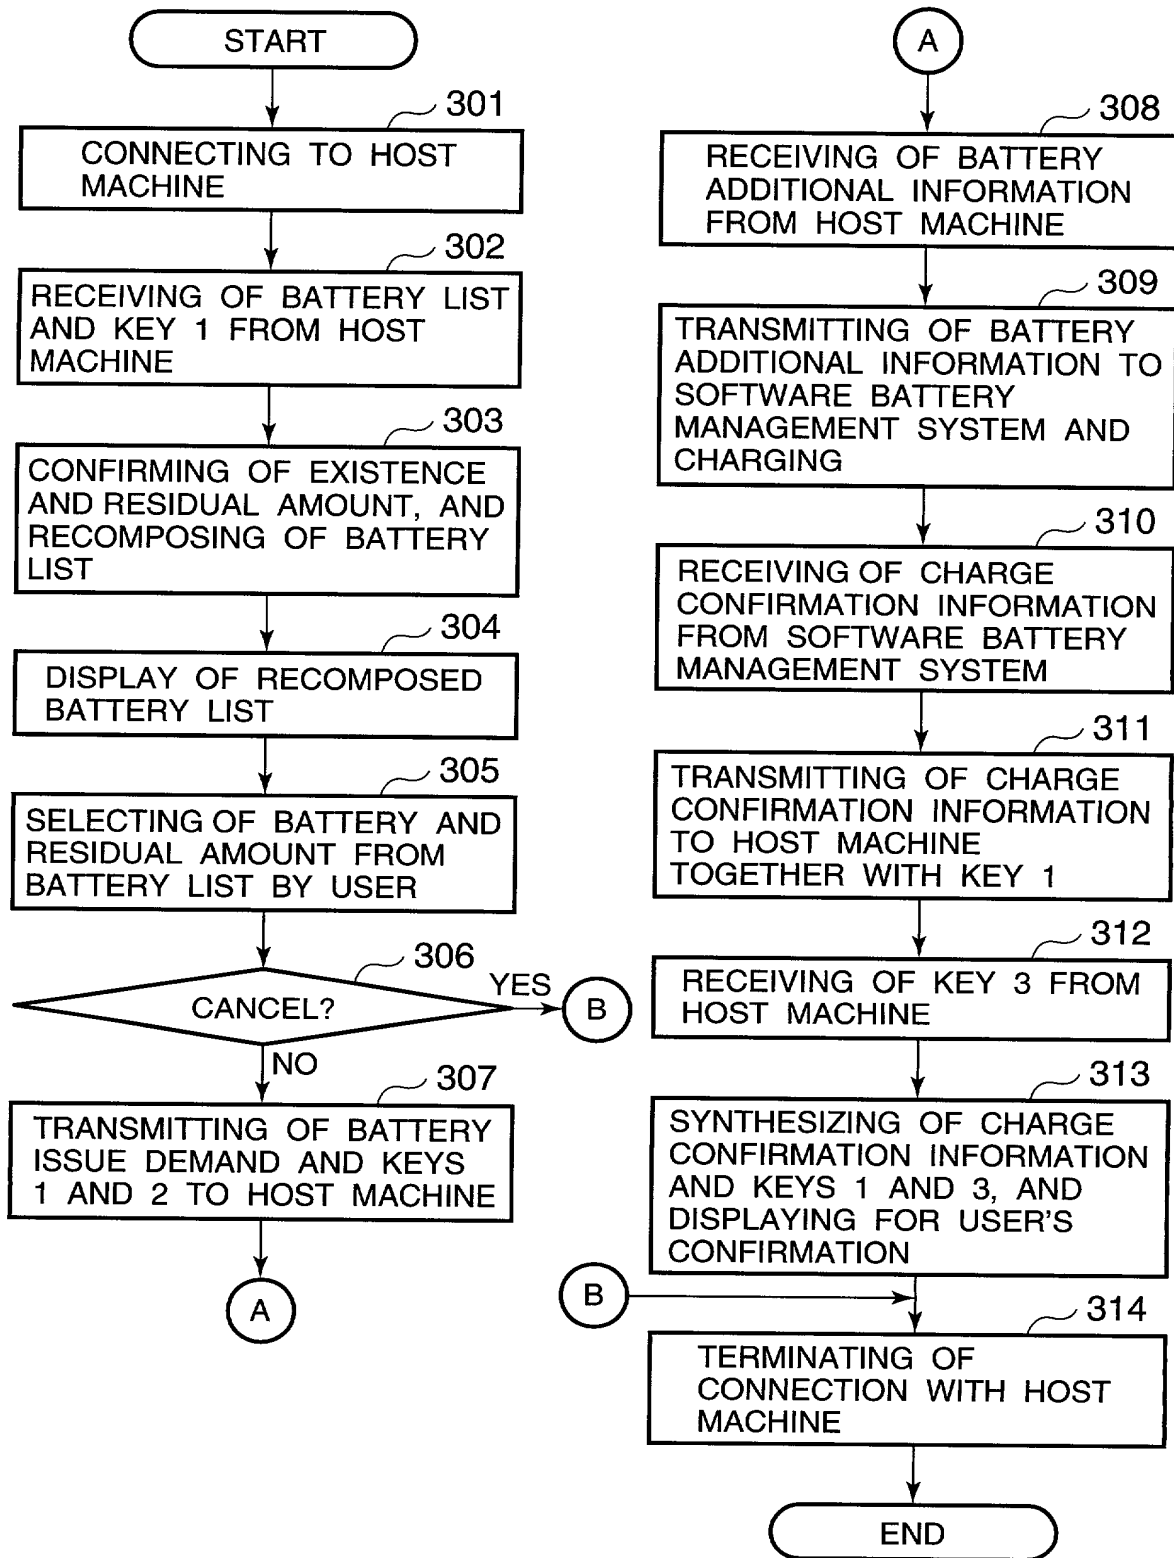 START
301
CONNECTING TO HOST
MACHINE
302
RECEIVING OF BATTERY LIST
AND KEY 1 FROM HOST
MACHINE
303
CONFIRMING OF EXISTENCE
AND RESIDUAL AMOUNT, AND
RECOMPOSING OF BATTERY
LIST
304
DISPLAY OF RECOMPOSED
BATTERY LIST
305
SELECTING OF BATTERY AND
RESIDUAL AMOUNT FROM
BATTERY LIST BY USER
306
CANCEL?
YES
B
NO
307
TRANSMITTING OF BATTERY
ISSUE DEMAND AND KEYS
1 AND 2 TO HOST MACHINE
A
A
308
RECEIVING OF BATTERY
ADDITIONAL INFORMATION
FROM HOST MACHINE
309
TRANSMITTING OF BATTERY
ADDITIONAL INFORMATION TO
SOFTWARE BATTERY
MANAGEMENT SYSTEM AND
CHARGING
310
RECEIVING OF CHARGE
CONFIRMATION INFORMATION
FROM SOFTWARE BATTERY
MANAGEMENT SYSTEM
311
TRANSMITTING OF CHARGE
CONFIRMATION INFORMATION
TO HOST MACHINE
TOGETHER WITH KEY 1
312
RECEIVING OF KEY 3 FROM
HOST MACHINE
313
SYNTHESIZING OF CHARGE
CONFIRMATION INFORMATION
AND KEYS 1 AND 3, AND
DISPLAYING FOR USER'S
CONFIRMATION
B
314
TERMINATING OF
CONNECTION WITH HOST
MACHINE
END